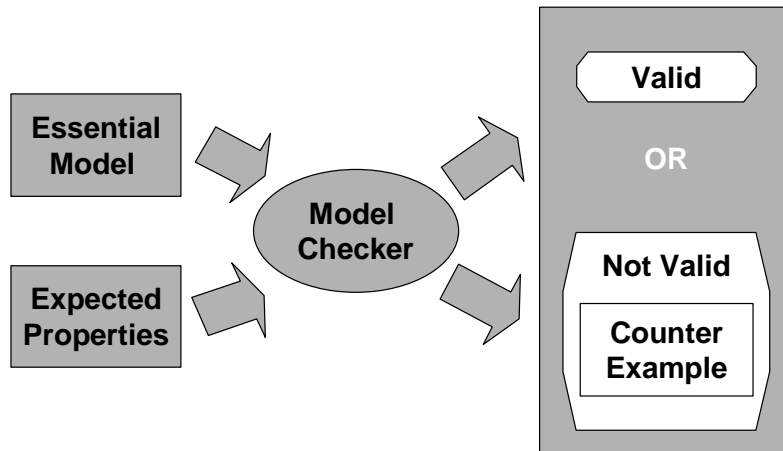 Essential
Model
Expected
Properties
Model
Checker
Valid
OR
Not Valid
Counter
Example